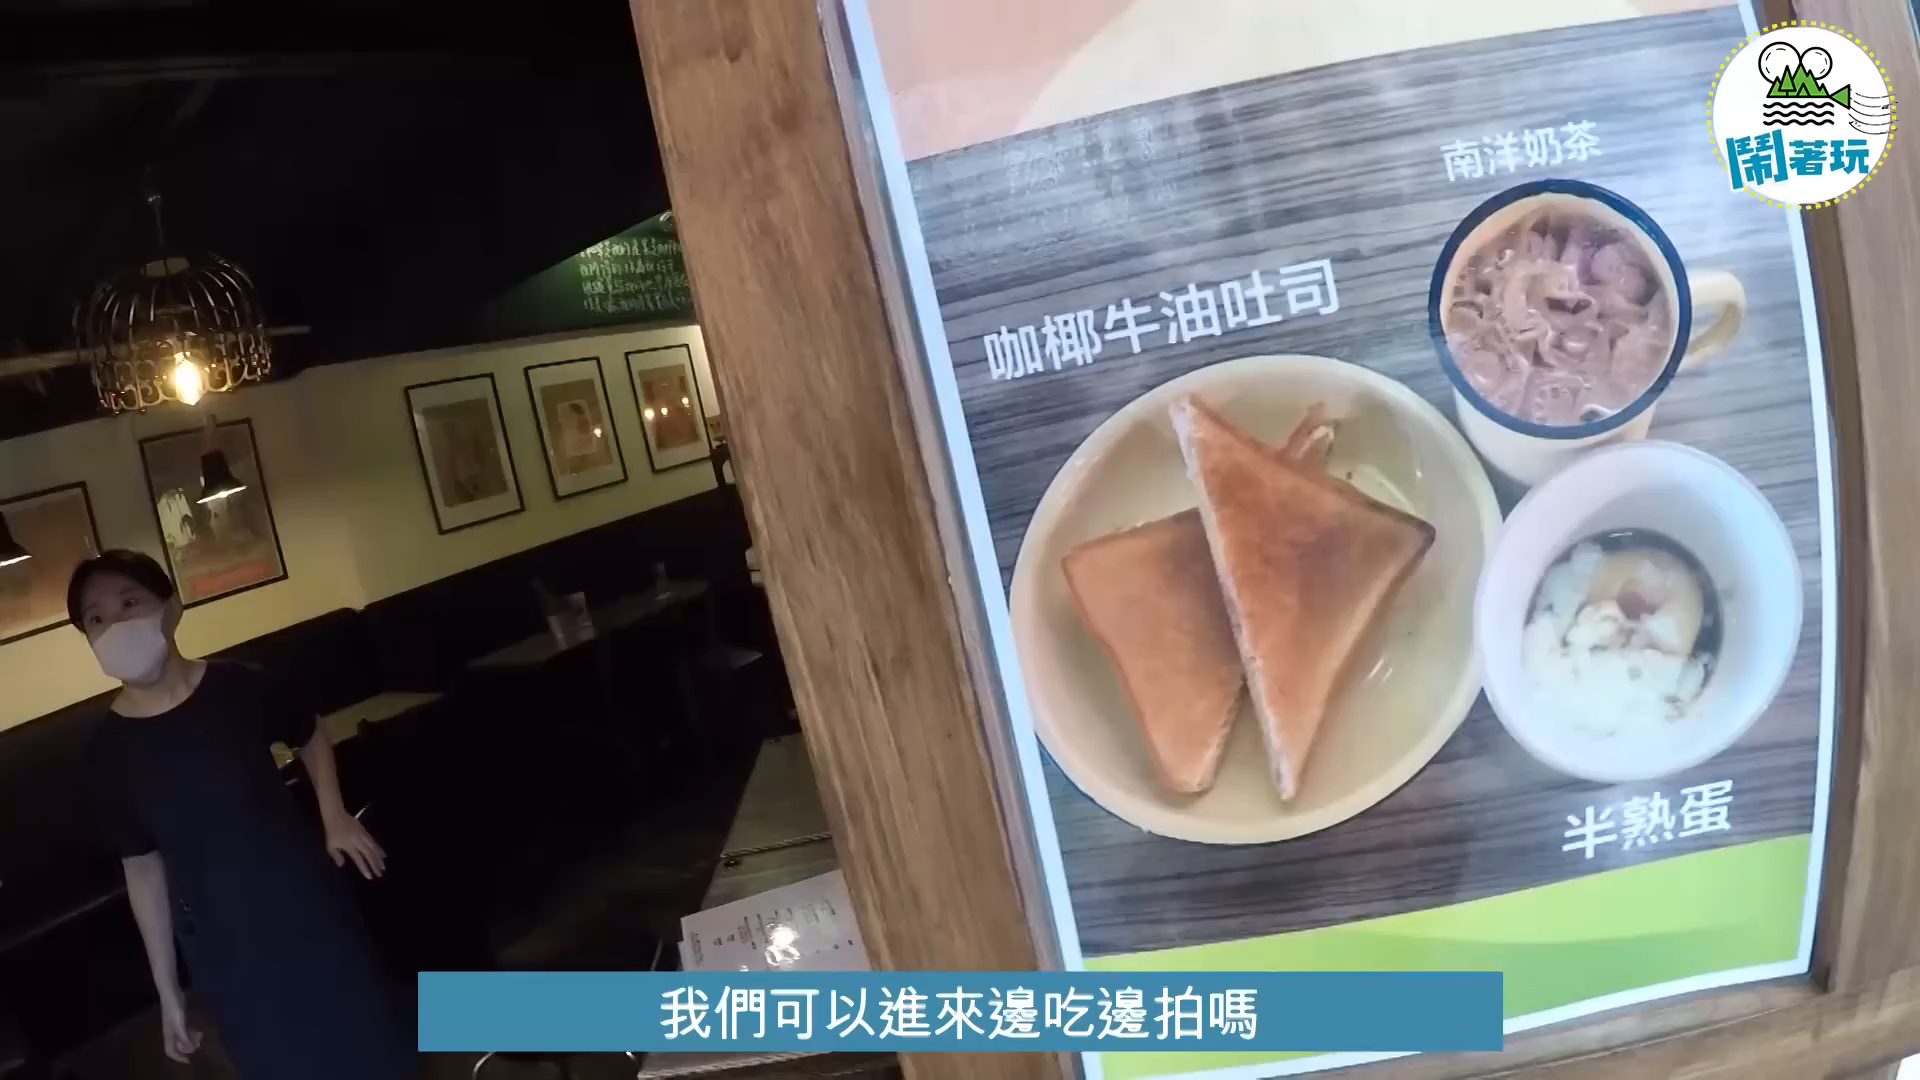 鬧著玩
南洋奶茶
咖椰牛油吐司
半熟蛋
我們可以進來邊吃邊拍嗎